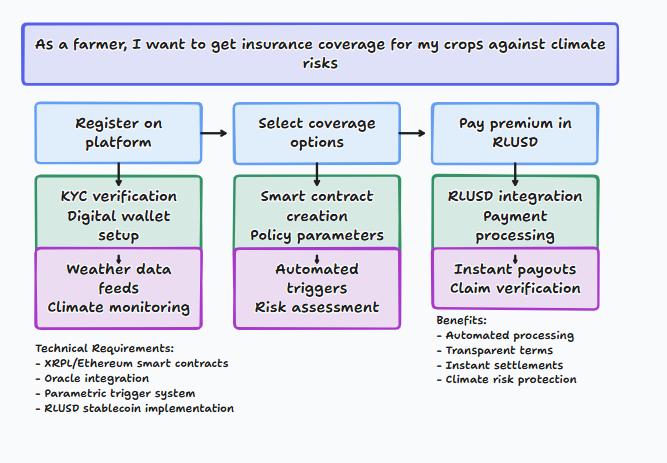 As a farmer, I want to get insurance coverage for my crops against climate
risks
Register on
platform
Select coverage
options
Pay premium in
RLUSD
KYC verification
Digital wallet
setup
Smart contract
creation
Policy parameters
RLUSD integration
Payment
processing
Weather data
feeds
Climate monitoring
Automated
triggers
Risk assessment
Instant payouts
Claim verification
Technical Requirements:
- XRPL/Ethereum smart contracts
- Oracle integration
- Parametric trigger system
- RLUSD stablecoin implementation
Benefits:
- Automated processing
- Transparent terms
- Instant settlements
- Climate risk protection